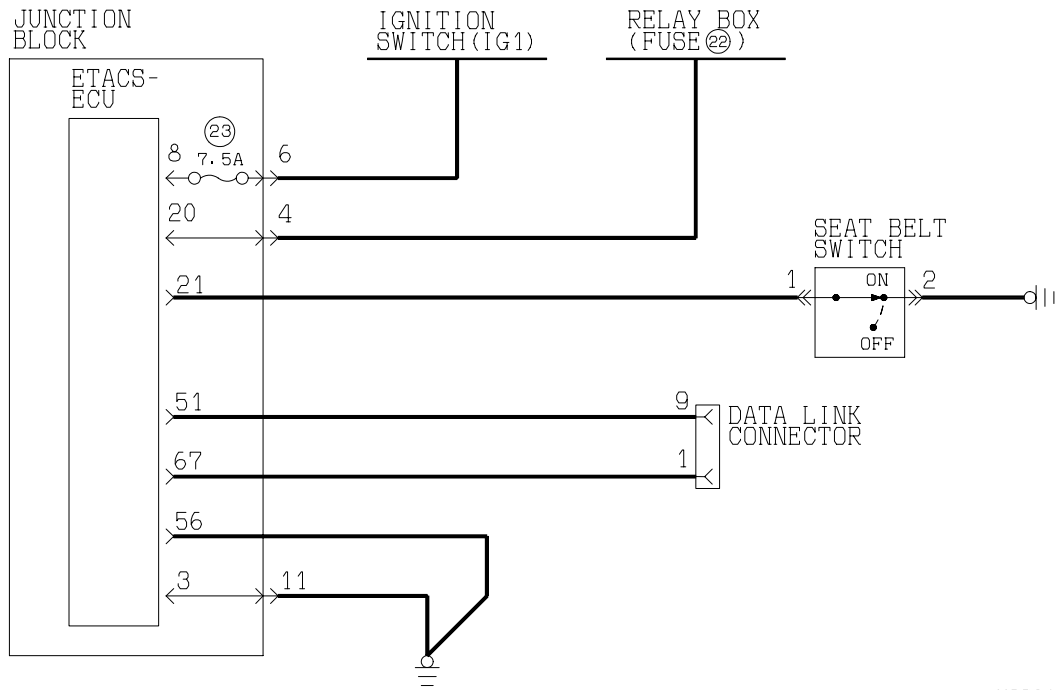 JUNCTION
BLOCK
IGNITION
SWITCH(IG1)
RELAY BOX
(FUSE 22 )
ETACS-
ECU
23
8 7.5A 6
20 4
SEAT BELT
SWITCH
21 1 ON 2
OFF
51 9
DATA LINK
CONNECTOR
67 1
56
3 11